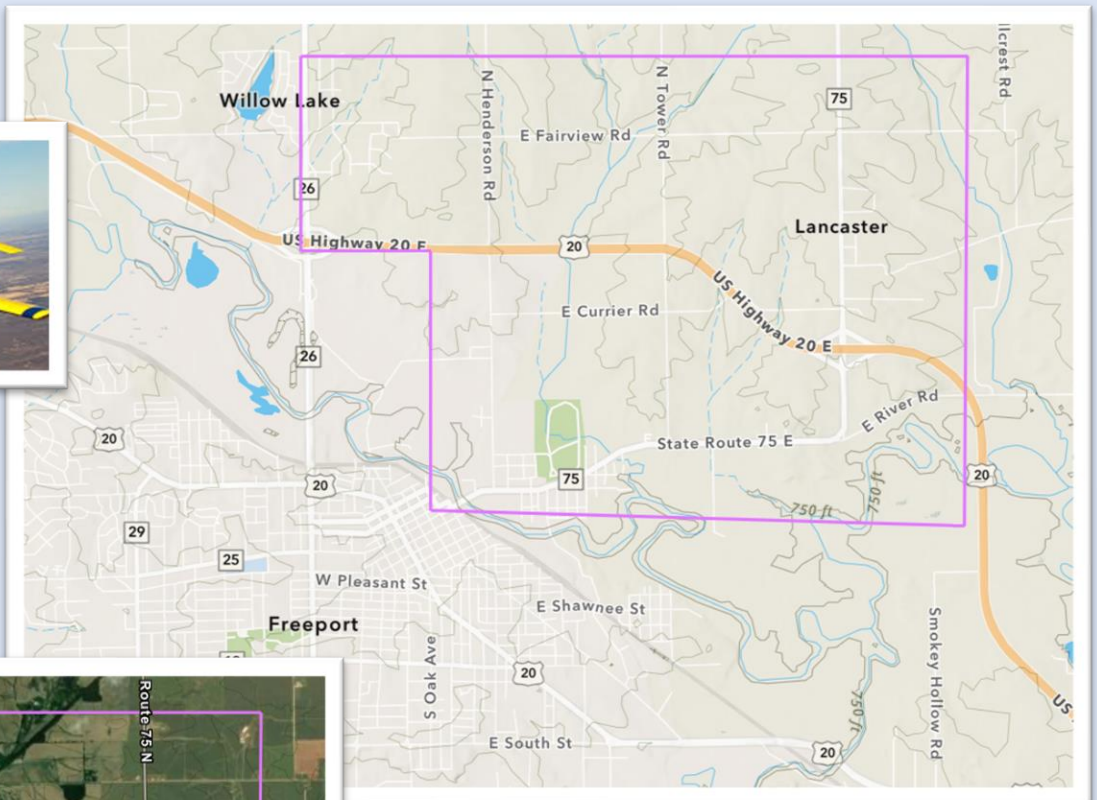 Willow Lake
N Henderson Rd
N Tower Rd
75
lcrest Rd
E Fairview Rd
26
Lancaster
US Highway 20 E
20
US Highway 20 E
E Currier Rd
26
E River Rd
20
State Route 75 E
75
20
20
750 ft
750 ft
29
25
W Pleasant St
E Shawnee St
Freeport
S Oak Ave
20
Smokey Hollow Rd
750 ft
US
E South St
20
Route 75 N